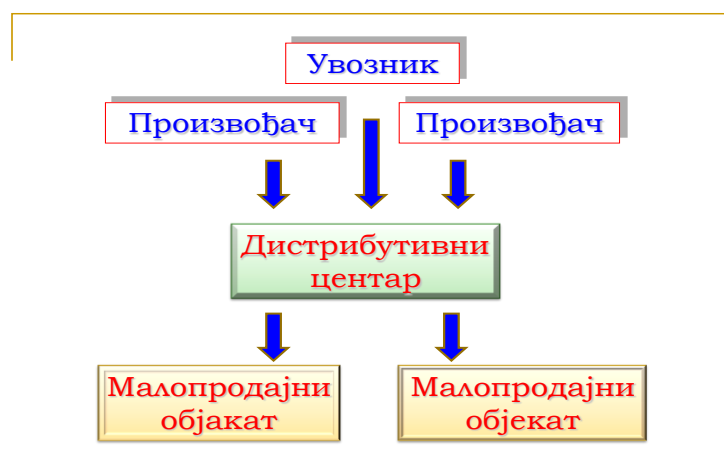 Увозник
Произвођач
Произвођач
Дистрибутивни
центар
Малопродајни
објакат
Малопродајни
објекат